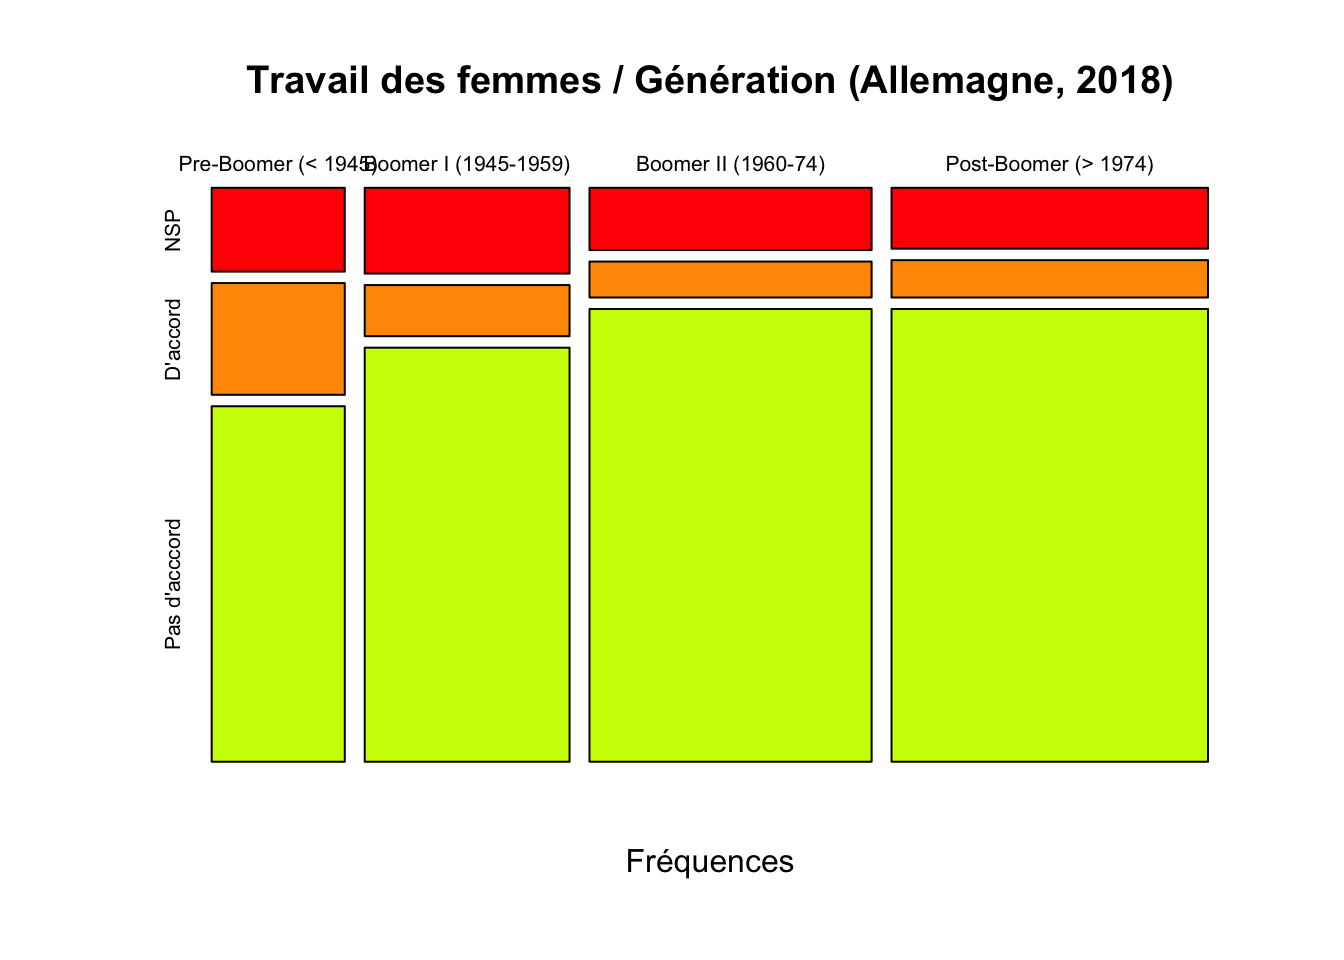 Travail des femmes / Génération (Allemagne, 2018)
Pre-Boomer (< 1945)
Boomer I (1945-1959)
Boomer II (1960-74)
Post-Boomer (> 1974)
NSP
D'accord
Pas d'acccord
Fréquences